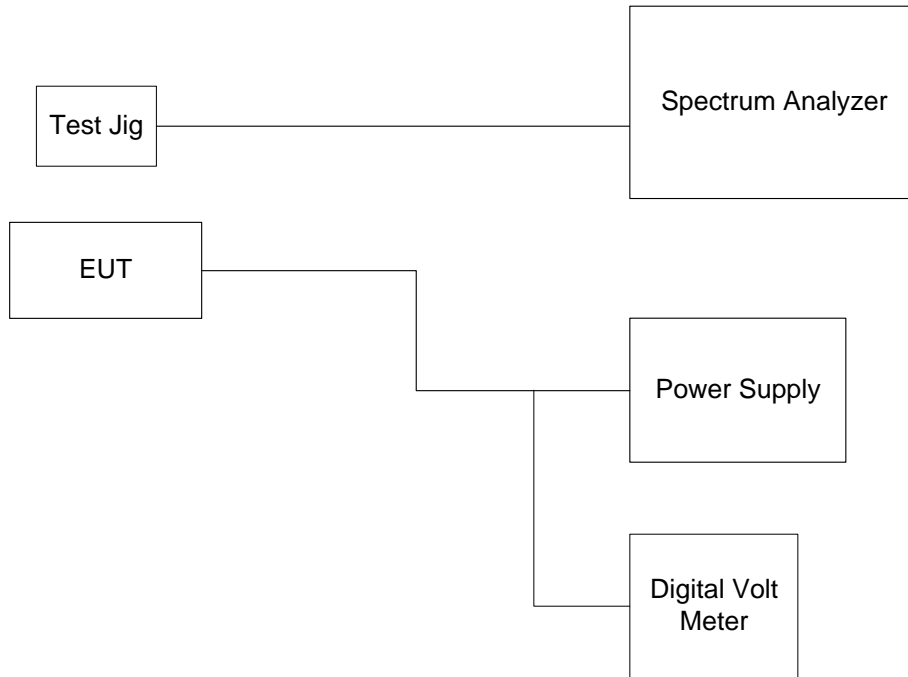 Spectrum Analyzer
Test Jig
EUT
Power Supply
Digital Volt
Meter